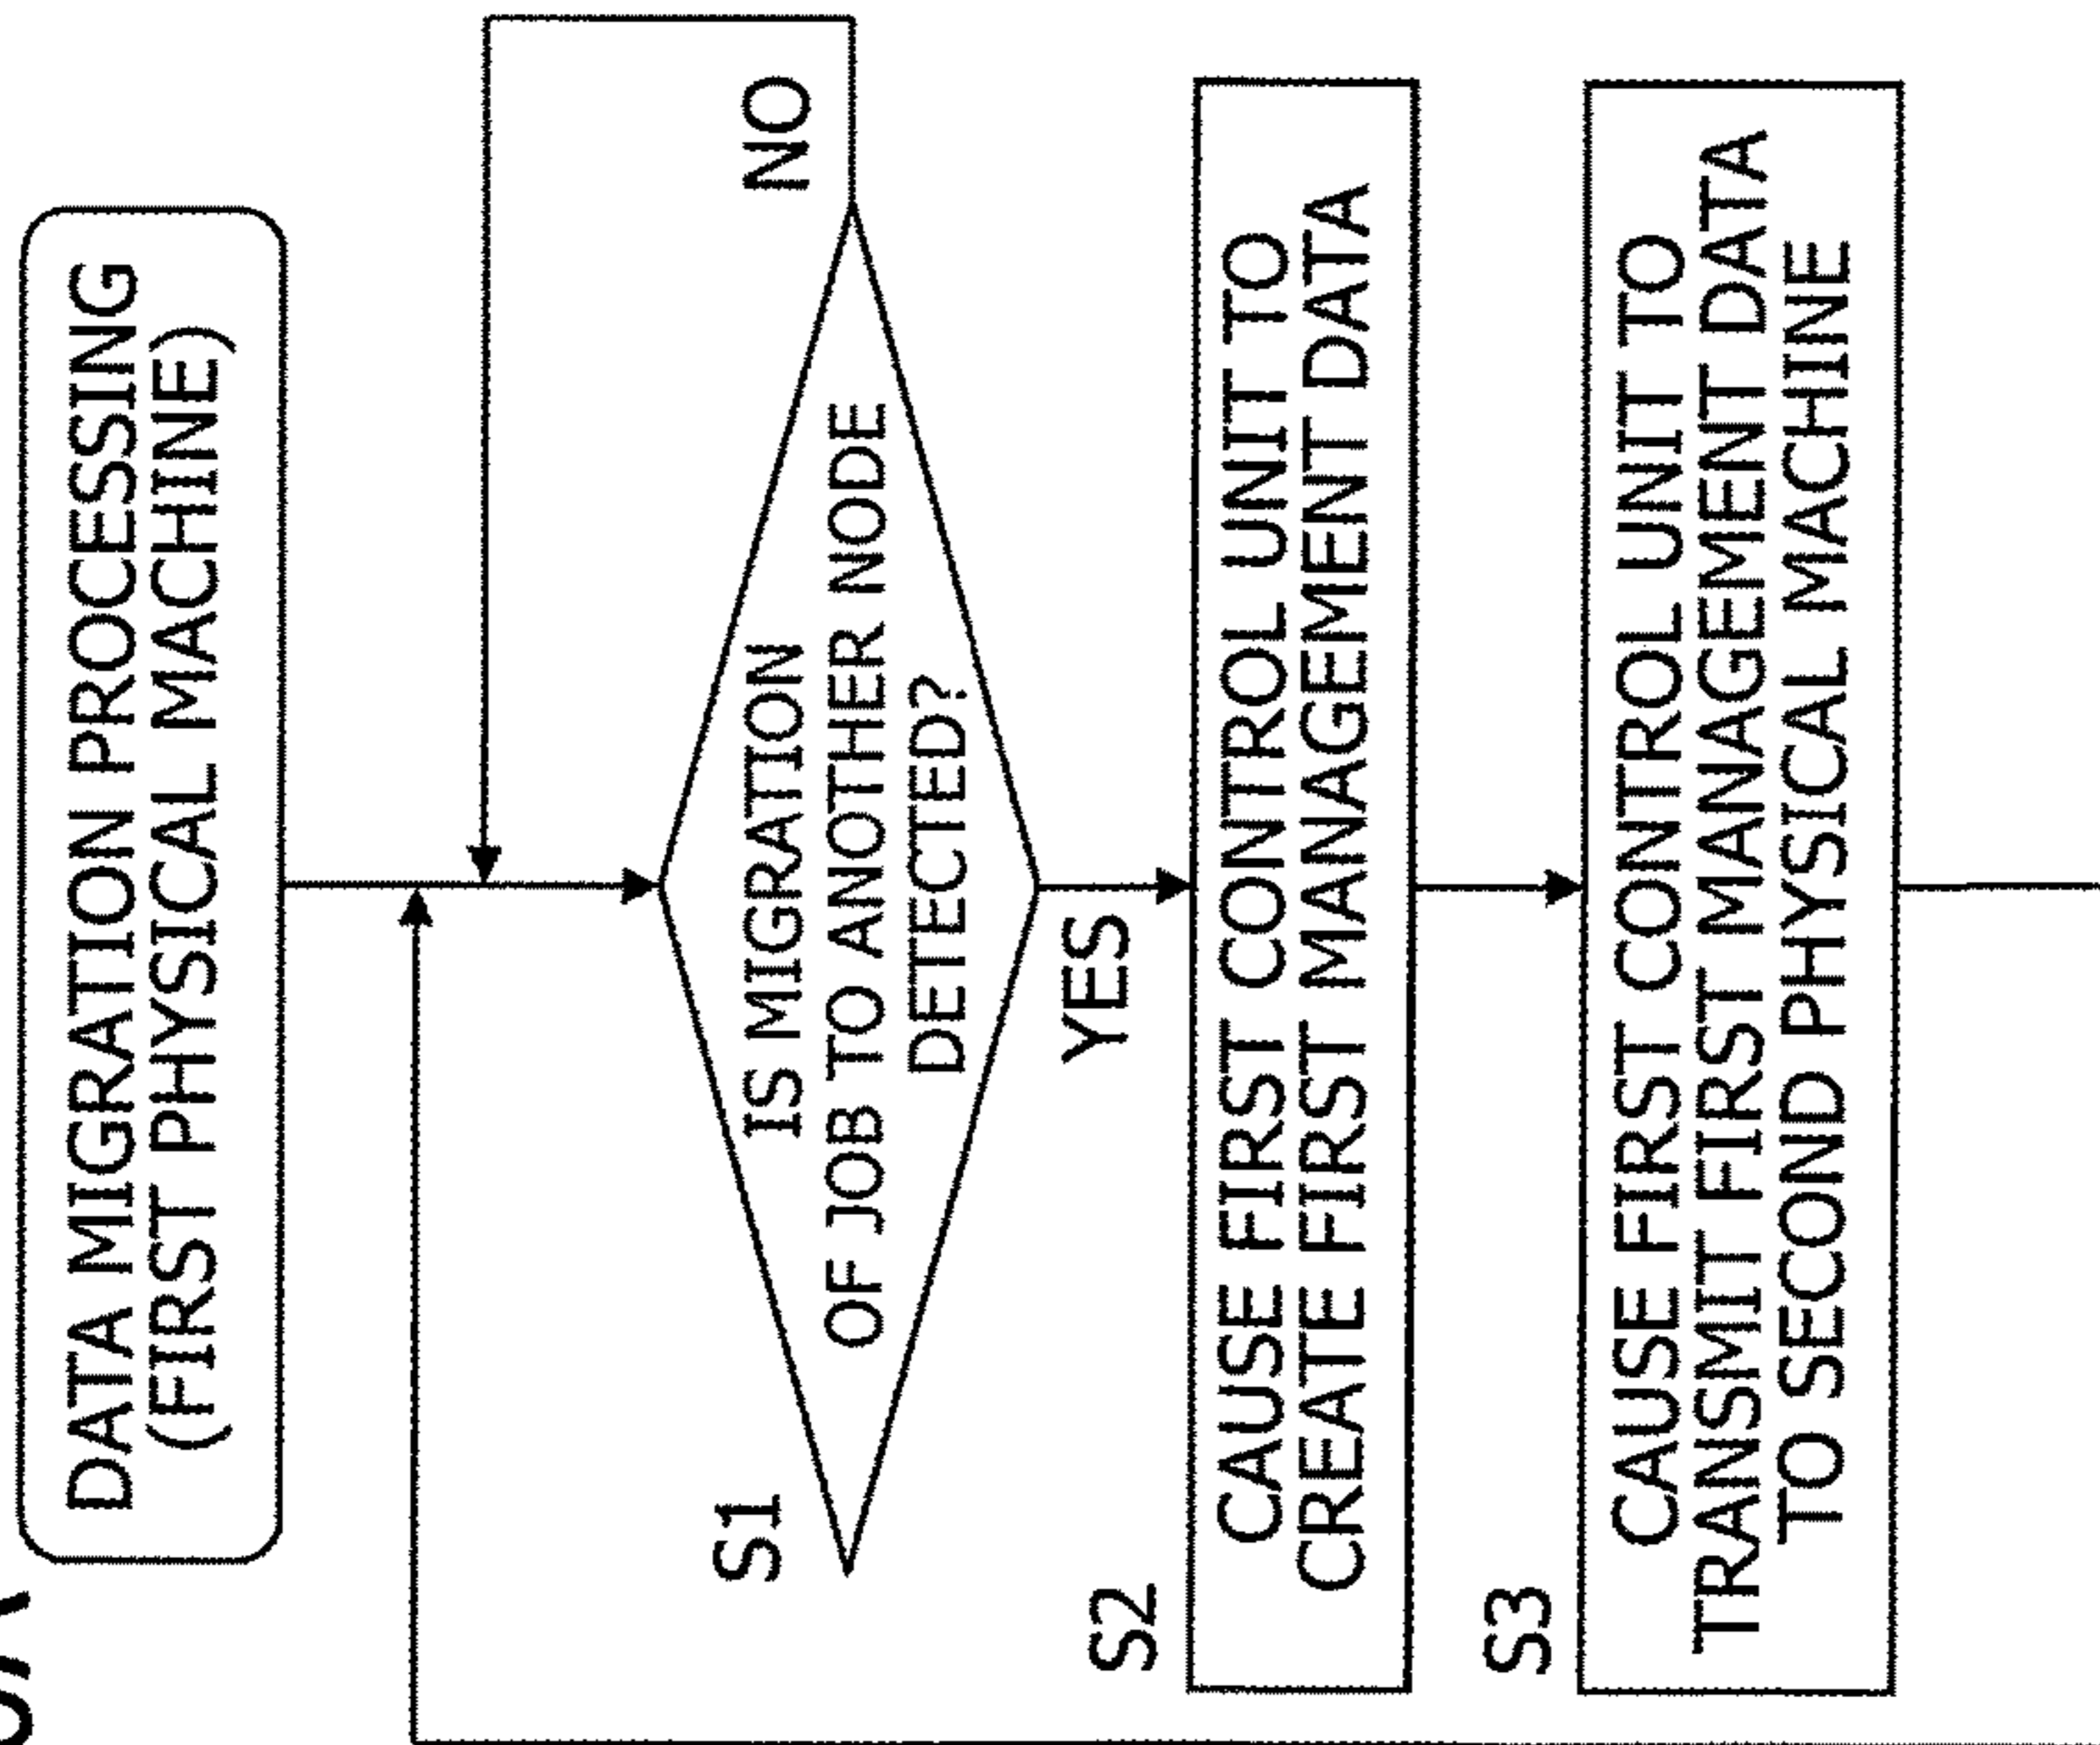 DATA MIGRATION PROCESSING
(FIRST PHYSICAL MACHINE)
S1
IS MIGRATION
OF JOB TO ANOTHER NODE
DETECTED?
NO
YES
S2
CAUSE FIRST CONTROL UNIT TO
CREATE FIRST MANAGEMENT DATA
S3
CAUSE FIRST CONTROL UNIT TO
TRANSMIT FIRST MANAGEMENT DATA
TO SECOND PHYSICAL MACHINE